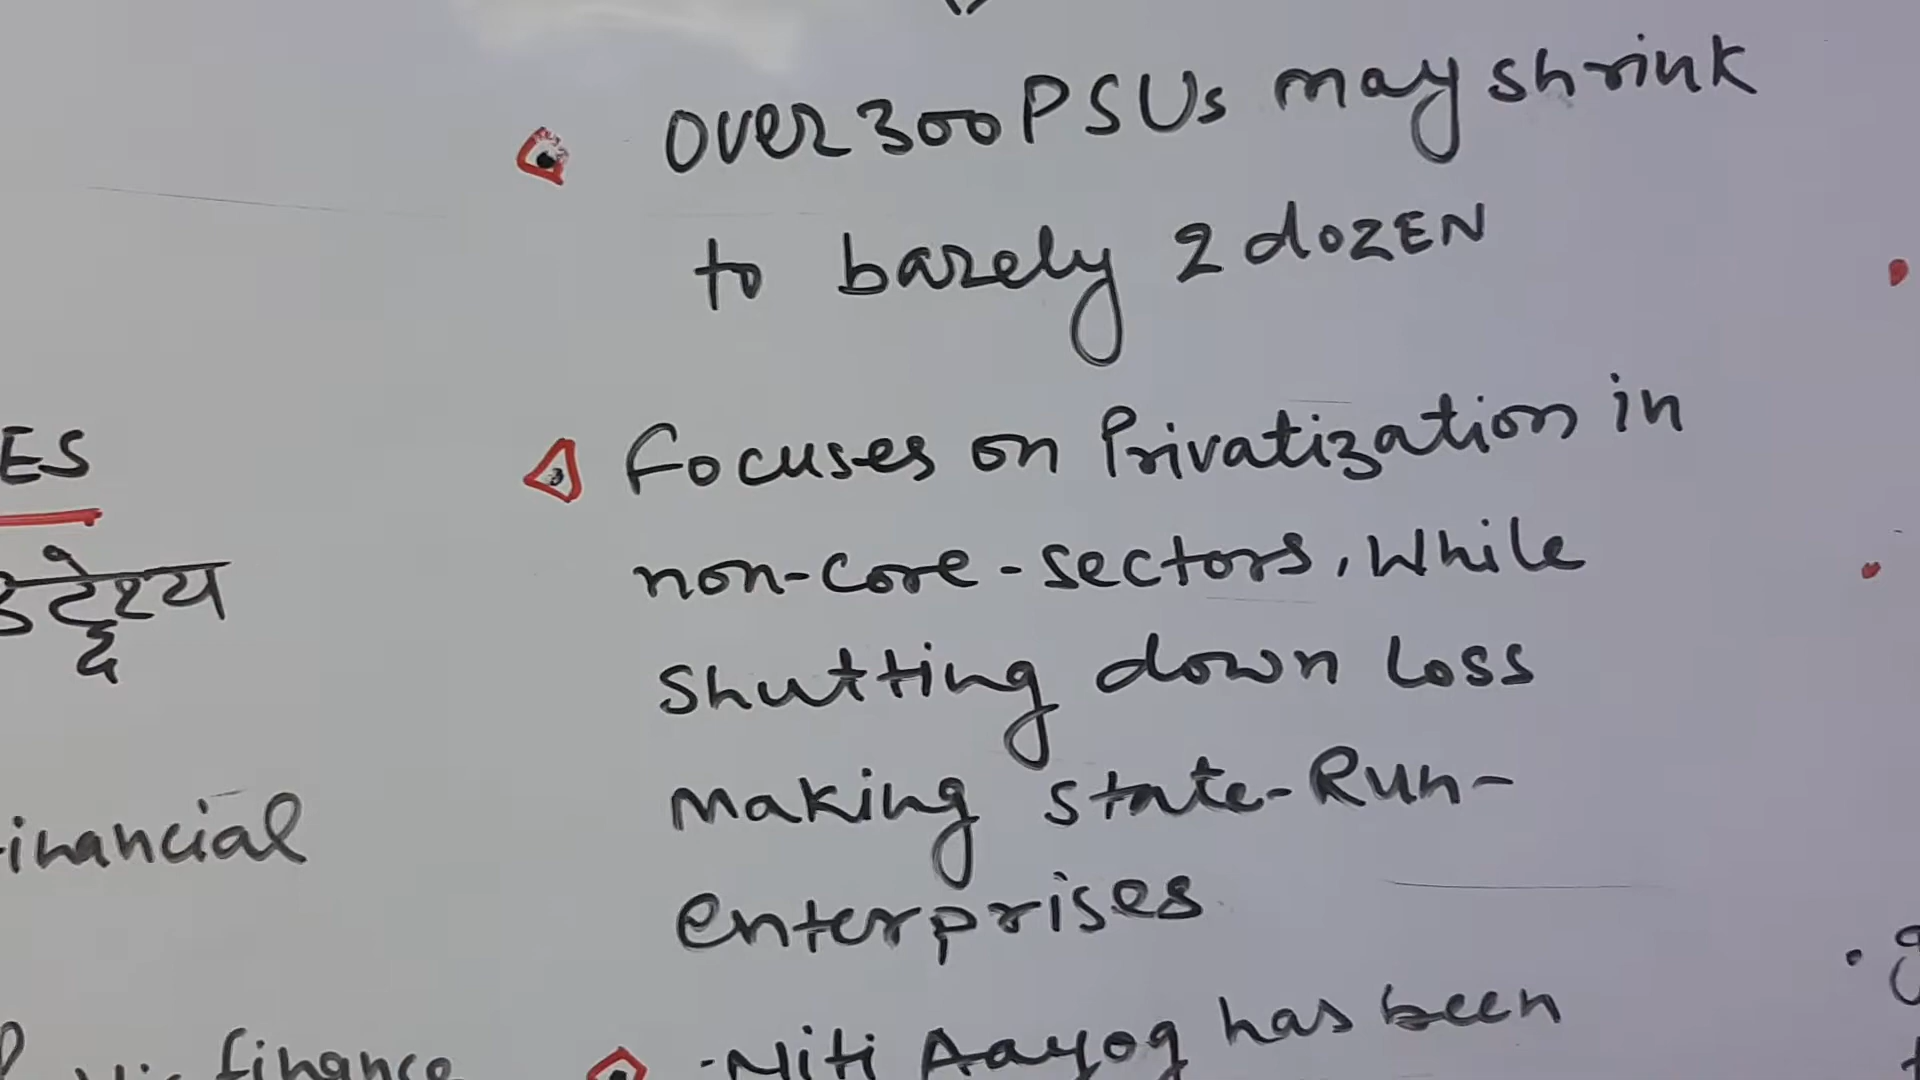 ES
उद्देश्य
inancial
finance
Over 300 PSUs may shrink
to barely 2 dozEN
Focuses on Privatization in
non-core-sectors, While
Shutting down Loss
making state-Run-
enterprises
Niti Aayog has been